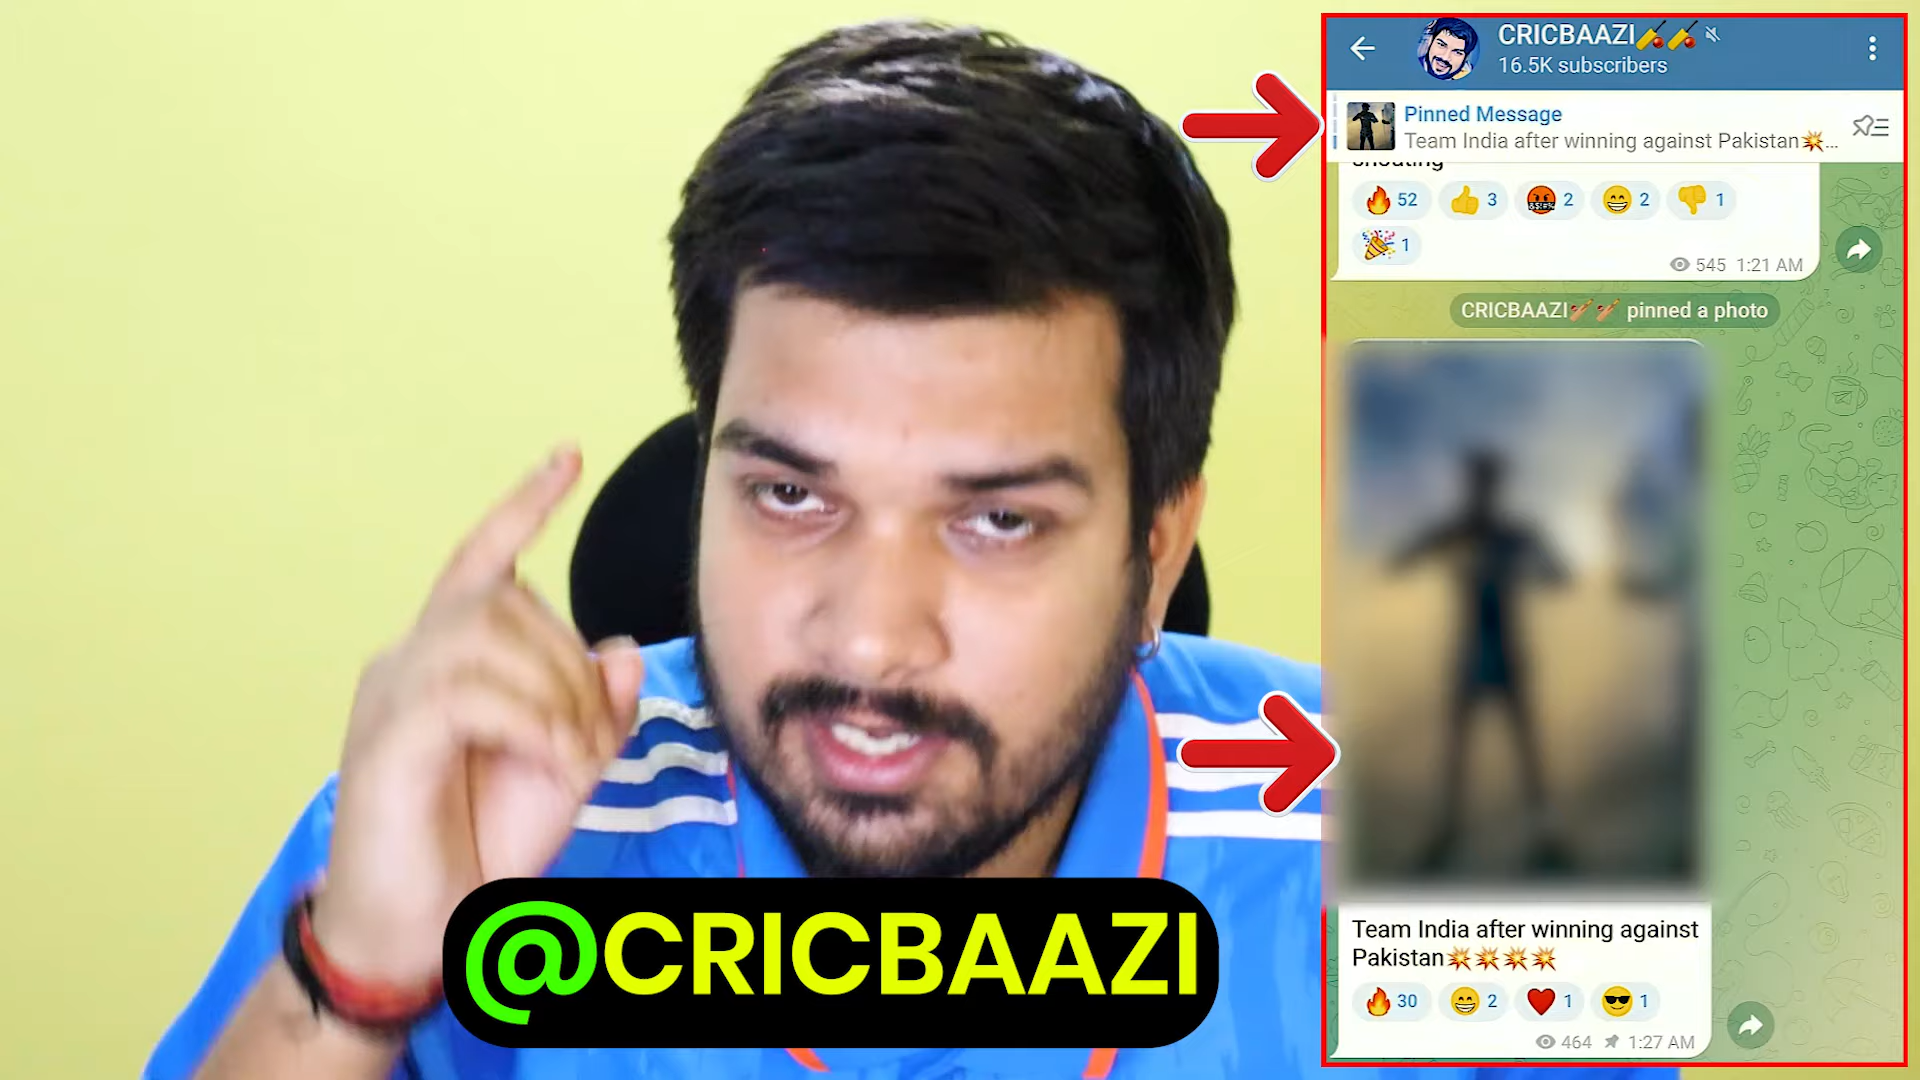 CRICBAAZI
16.5K subscribers
Pinned Message
Team India after winning against Pakistan💥...
shouting
🔥 52 👍 3 🤬 2 😁 2 👎 1
🎉 1
545 1:21 AM
CRICBAAZI🏏🏏 pinned a photo
Team India after winning against
Pakistan💥💥💥💥
🔥 30 😁 2 ❤️ 1 😎 1
464 1:27 AM
@CRICBAAZI